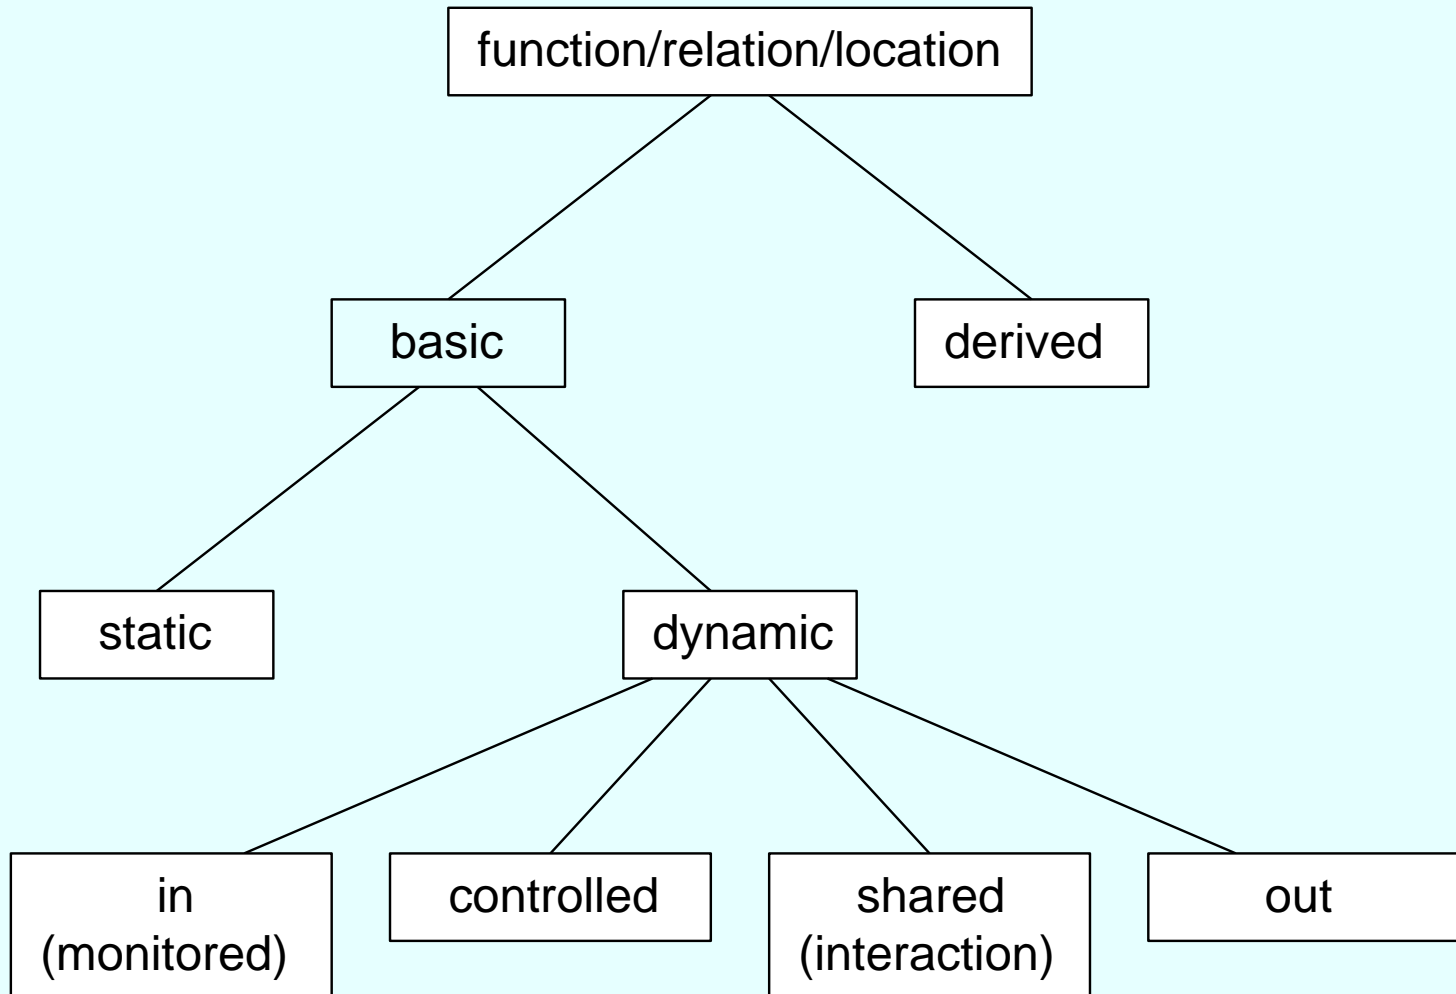 function/relation/location
basic
derived
static
dynamic
in
(monitored)
controlled
shared
(interaction)
out